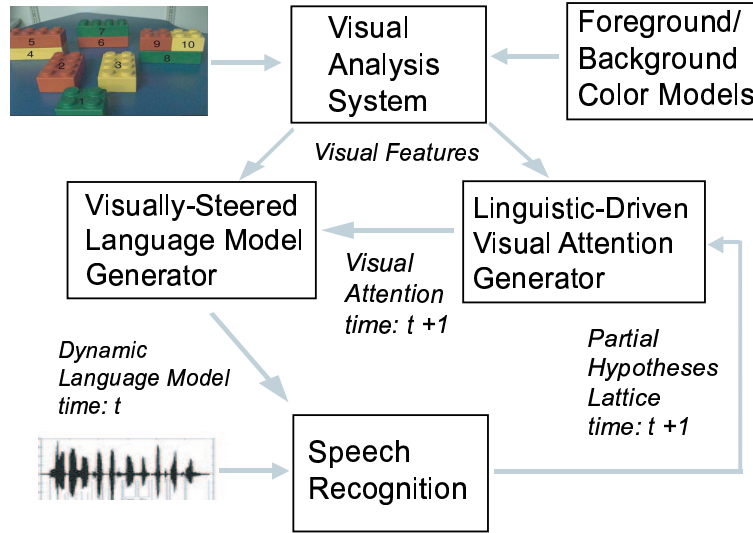 5
4
7
6
9 10
8
2
3
1
Visual
Analysis
System
Foreground/
Background
Color Models
Visual Features
Visually-Steered
Language Model
Generator
Linguistic-Driven
Visual Attention
Generator
Visual
Attention
time: t +1
Dynamic
Language Model
time: t
Partial
Hypotheses
Lattice
time: t +1
Speech
Recognition